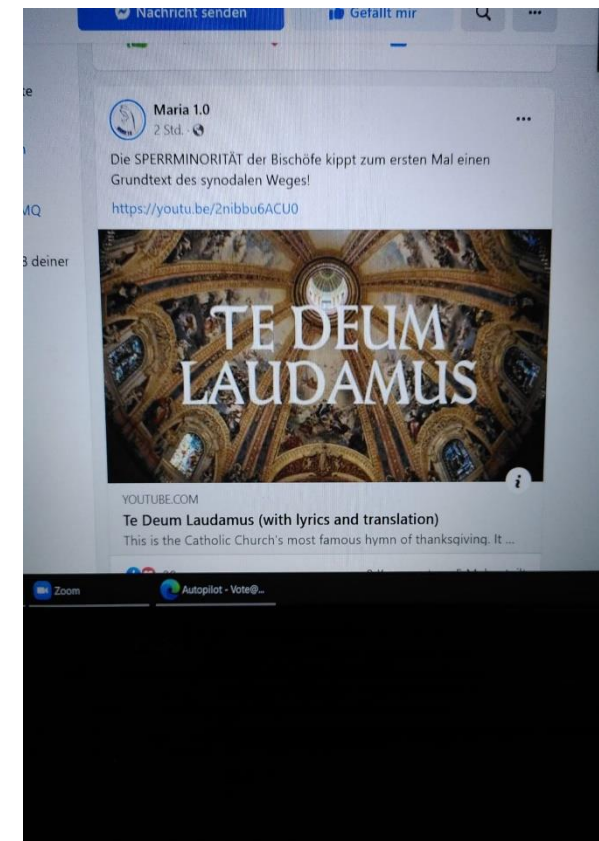 Nachricht senden
Gefällt mir
te
Maria 1.0
2 Std.
Die SPERRMINORITÄT der Bischöfe kippt zum ersten Mal einen
Grundtext des synodalen Weges!
MQ
https://youtu.be/2nibbu6ACU0
deiner
TE DEUM
LAUDAMUS
YOUTUBE.COM
Te Deum Laudamus (with lyrics and translation)
This is the Catholic Church's most famous hymn of thanksgiving. It ...
Zoom
Autopilot - Vote@...